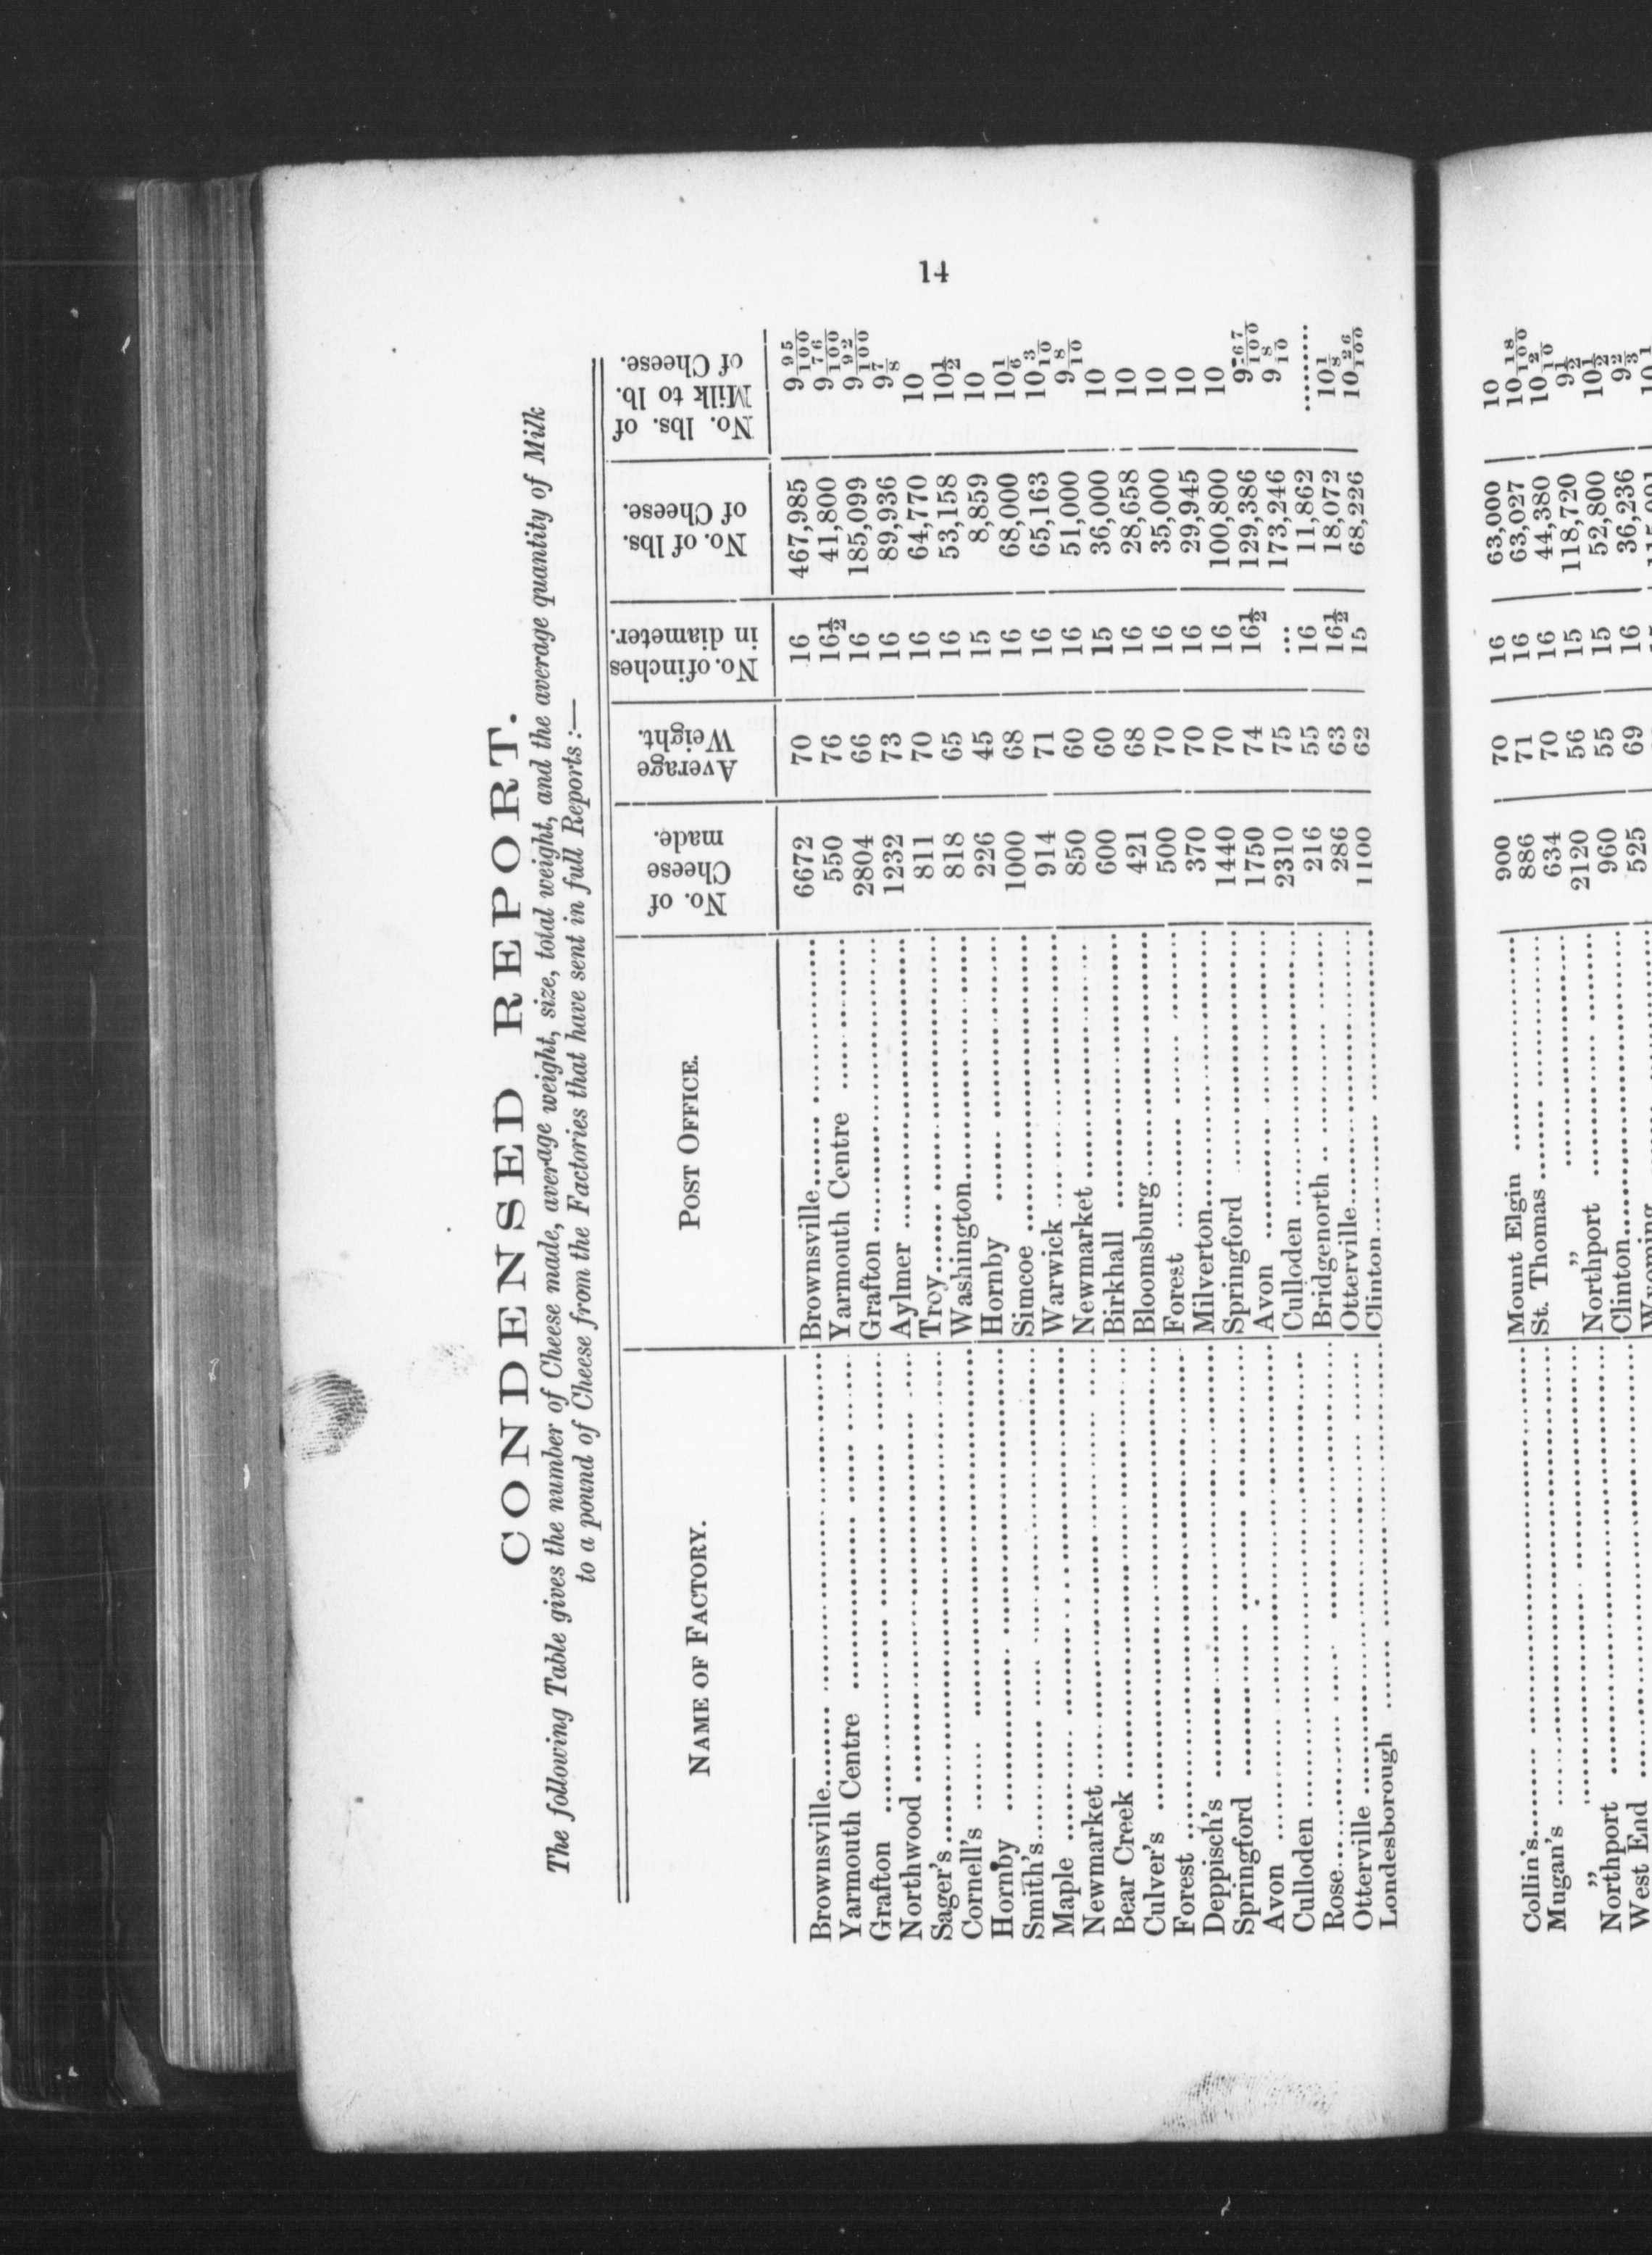 14
CONDENSED REPORT.
The following Table gives the number of Cheese made, average weight, size, total weight, and the average quantity of Milk
to a pound of Cheese from the Factories that have sent in full Reports :—
NAME OF FACTORY. POST OFFICE. No. of Cheese made. Average Weight. No. of inches in diameter. No. of lbs. of Cheese. No. lbs. of Milk to lb. of Cheese.
Brownsville Brownsville 6672 70 16 467,985 9 95/100
Yarmouth Centre Yarmouth Centre 550 76 16½ 41,800 9 76/100
Grafton Grafton 2804 66 16 185,099 9 92/100
Northwood Aylmer 1232 73 16 89,936 9 7/8
Sager's Troy 811 70 16 64,770 10
Cornell's Washington 818 65 16 53,158 10½
Hornby Hornby 226 45 15 8,859 10
Smith's Simcoe 1000 68 16 68,000 10 1/6
Maple Warwick 914 71 16 65,163 10 3/10
Newmarket Newmarket 850 60 16 51,000 9 8/10
Bear Creek Birkhall 600 60 15 36,000 10
Culver's Bloomsburg 421 68 16 28,658 10
Forest Forest 500 70 16 35,000 10
Deppisch's Milverton 370 70 16 29,945 10
Springford Springford 1440 70 16 100,800 10
Avon Avon 1750 74 16½ 129,386 9 67/100
Culloden Culloden 2310 75 ... 173,246 9 8/10
Rose Bridgenorth 216 55 16 11,862 ........
Otterville Otterville 286 63 16½ 18,072 10 1/8
Londesborough Clinton 1100 62 15 68,226 10 26/100
Collin's Mount Elgin 900 70 16 63,000 10
Mugan's St. Thomas 886 71 16 63,027 10 18/100
" " 634 70 16 44,380 10 2/10
Northport Northport 2120 56 15 118,720 9½
West End Clinton 960 55 15 52,800 10½
Wyoming 525 69 16 36,236 9 2/3